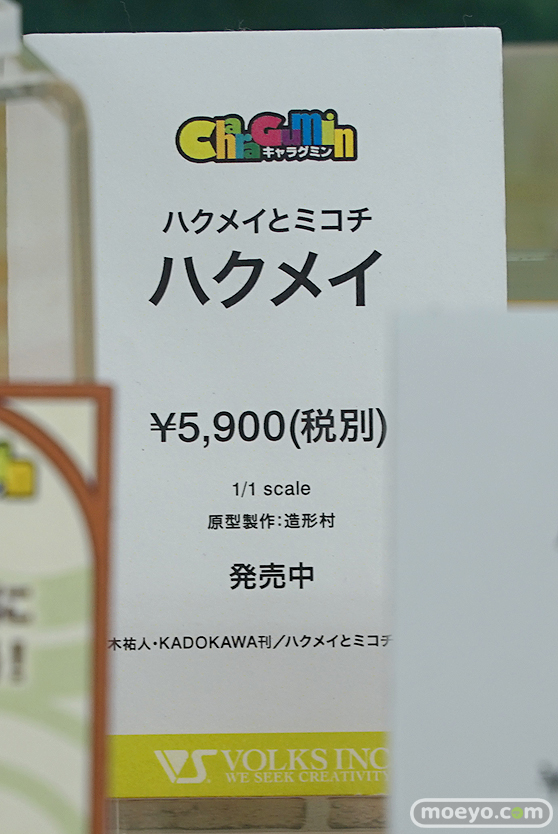 CharaGumin
キャラグミン
ハクメイとミコチ
ハクメイ
¥5,900(税別)
1/1 scale
原型製作:造形村
発売中
木祐人・KADOKAWA刊／ハクメイとミコチ
VS VOLKS INC
WE SEEK CREATIVITY
に
moeyo.com